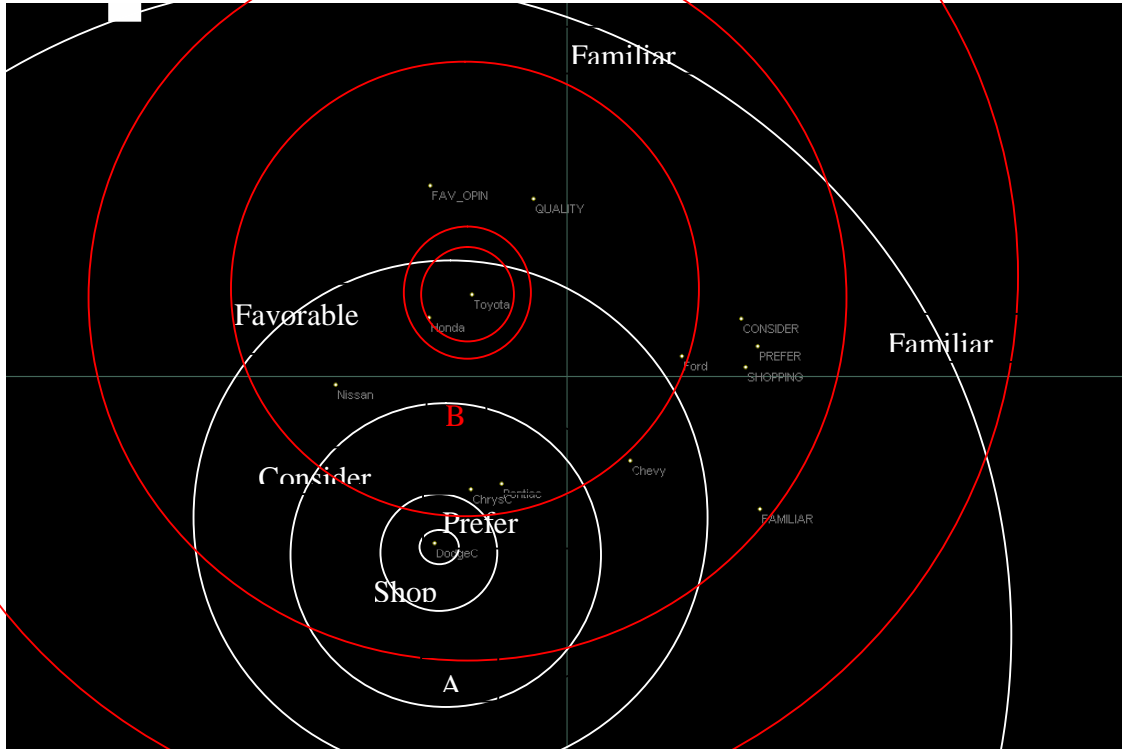 Familiar
FAV_OPIN
QUALITY
Toyota
Favorable
Honda
CONSIDER
Familiar
PREFER
Ford
SHOPPING
Nissan
B
Chevy
Consider
Pontiac
ChrysC
Prefer
FAMILIAR
DodgeC
Shop
A